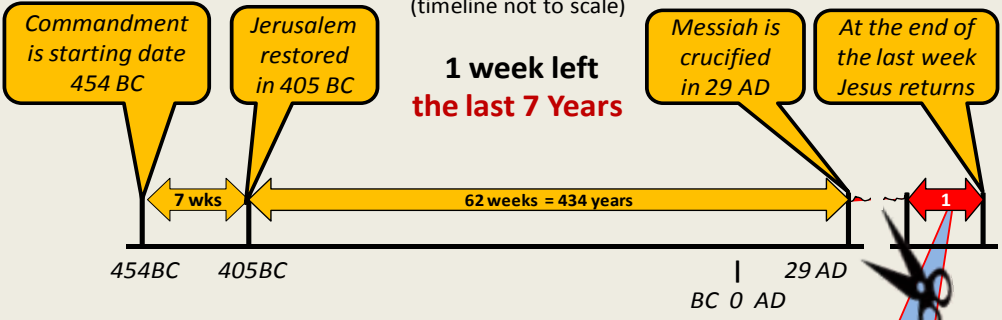 (timeline not to scale)
Commandment
is starting date
454 BC
Jerusalem
restored
in 405 BC
1 week left
the last 7 Years
Messiah is
crucified
in 29 AD
At the end of
the last week
Jesus returns
7 wks
62 weeks = 434 years
1
454BC
405BC
29 AD
BC 0 AD